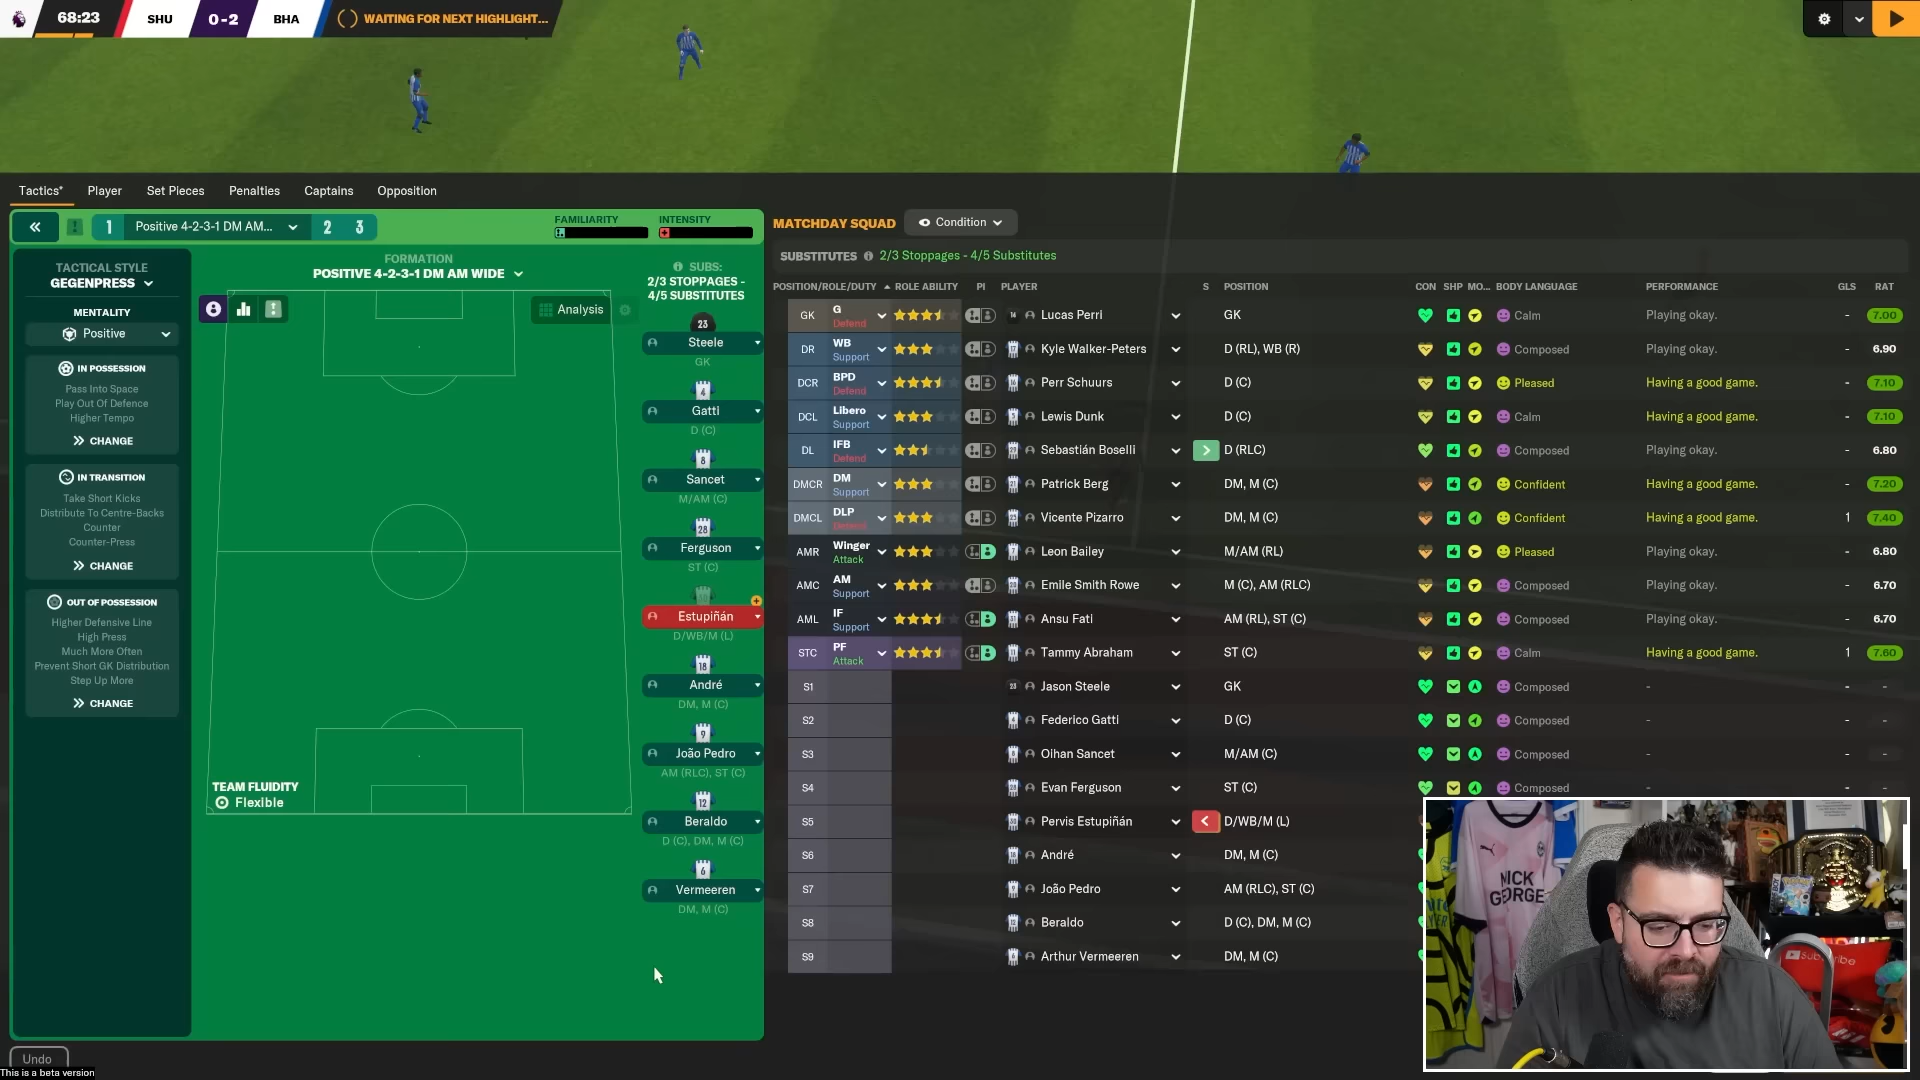 68:23 SHU 0-2 BHA WAITING FOR NEXT HIGHLIGHT...
Tactics* Player Set Pieces Penalties Captains Opposition
1 Positive 4-2-3-1 DM AM... 2 3 FAMILIARITY INTENSITY
TACTICAL STYLE
GEGENPRESS
MENTALITY
Positive
IN POSSESSION
Pass Into Space
Play Out Of Defence
Higher Tempo
CHANGE
IN TRANSITION
Take Short Kicks
Distribute To Centre-Backs
Counter
Counter-Press
CHANGE
OUT OF POSSESSION
Higher Defensive Line
High Press
Much More Often
Prevent Short GK Distribution
Step Up More
CHANGE
FORMATION
POSITIVE 4-2-3-1 DM AM WIDE
Analysis
TEAM FLUIDITY
Flexible
SUBS:
2/3 STOPPAGES -
4/5 SUBSTITUTES
23
Steele
GK
4
Gatti
D (C)
8
Sancet
M/AM (C)
28
Ferguson
ST (C)
Estupiñán
D/WB/M (L)
18
André
DM, M (C)
9
João Pedro
AM (RLC), ST (C)
12
Beraldo
D (C), DM, M (C)
6
Vermeeren
DM, M (C)
MATCHDAY SQUAD Condition
SUBSTITUTES 2/3 Stoppages - 4/5 Substitutes
POSITION/ROLE/DUTY ROLE ABILITY PI PLAYER S POSITION CON SHP MO... BODY LANGUAGE PERFORMANCE GLS RAT
GK G Defend Lucas Perri GK Calm Playing okay. - 7.00
DR WB Support Kyle Walker-Peters D (RL), WB (R) Composed Playing okay. - 6.90
DCR BPD Defend Perr Schuurs D (C) Pleased Having a good game. - 7.10
DCL Libero Support Lewis Dunk D (C) Calm Having a good game. - 7.10
DL IFB Defend Sebastián Boselli D (RLC) Composed Playing okay. - 6.80
DMCR DM Support Patrick Berg DM, M (C) Confident Having a good game. - 7.20
DMCL DLP Defend Vicente Pizarro DM, M (C) Confident Having a good game. 1 7.40
AMR Winger Attack Leon Bailey M/AM (RL) Pleased Playing okay. - 6.80
AMC AM Support Emile Smith Rowe M (C), AM (RLC) Composed Playing okay. - 6.70
AML IF Support Ansu Fati AM (RL), ST (C) Composed Playing okay. - 6.70
STC PF Attack Tammy Abraham ST (C) Calm Having a good game. 1 7.60
S1 Jason Steele GK Composed - - -
S2 Federico Gatti D (C) Composed - - -
S3 Oihan Sancet M/AM (C) Composed - - -
S4 Evan Ferguson ST (C) Composed - - -
S5 Pervis Estupiñán D/WB/M (L)
S6 André DM, M (C)
S7 João Pedro AM (RLC), ST (C)
S8 Beraldo D (C), DM, M (C)
S9 Arthur Vermeeren DM, M (C)
NICK
GEORGE
Undo
This is a beta version